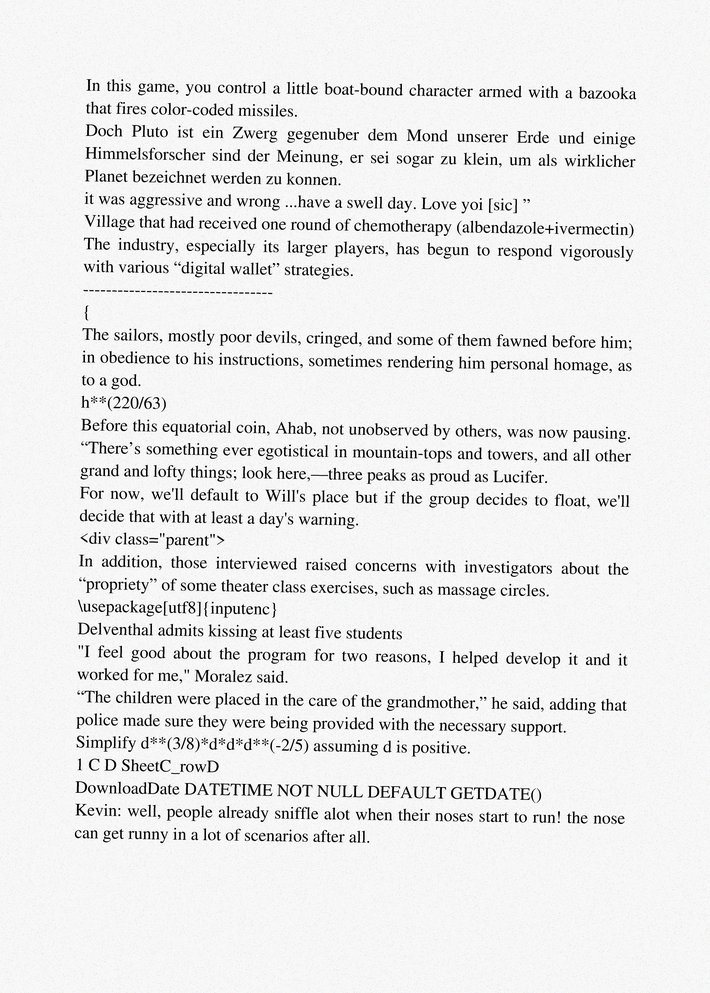 In this game, you control a little boat-bound character armed with a bazooka
that fires color-coded missiles.
Doch Pluto ist ein Zwerg gegenuber dem Mond unserer Erde und einige
Himmelsforscher sind der Meinung, er sei sogar zu klein, um als wirklicher
Planet bezeichnet werden zu konnen.
it was aggressive and wrong ...have a swell day. Love yoi [sic] ”
Village that had received one round of chemotherapy (albendazole+ivermectin)
The industry, especially its larger players, has begun to respond vigorously
with various “digital wallet” strategies.
---------------------------------
{
The sailors, mostly poor devils, cringed, and some of them fawned before him;
in obedience to his instructions, sometimes rendering him personal homage, as
to a god.
h**(220/63)
Before this equatorial coin, Ahab, not unobserved by others, was now pausing.
“There’s something ever egotistical in mountain-tops and towers, and all other
grand and lofty things; look here,—three peaks as proud as Lucifer.
For now, we'll default to Will's place but if the group decides to float, we'll
decide that with at least a day's warning.
<div class="parent">
In addition, those interviewed raised concerns with investigators about the
“propriety” of some theater class exercises, such as massage circles.
\usepackage[utf8]{inputenc}
Delventhal admits kissing at least five students
"I feel good about the program for two reasons, I helped develop it and it
worked for me," Moralez said.
“The children were placed in the care of the grandmother,” he said, adding that
police made sure they were being provided with the necessary support.
Simplify d**(3/8)*d*d*d**(-2/5) assuming d is positive.
1 C D SheetC_rowD
DownloadDate DATETIME NOT NULL DEFAULT GETDATE()
Kevin: well, people already sniffle alot when their noses start to run! the nose
can get runny in a lot of scenarios after all.